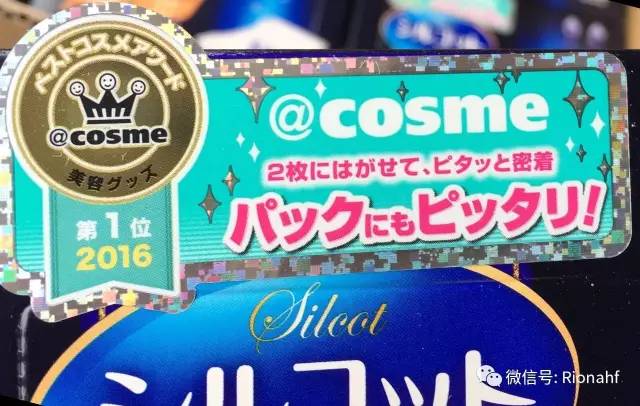 ベストコスメアワード
@cosme
美容グッズ
第1位
2016
@cosme
2枚にはがせて、ピタッと密着
パックにもピッタリ!
Silcot
シルコット
微信号: Rionahf